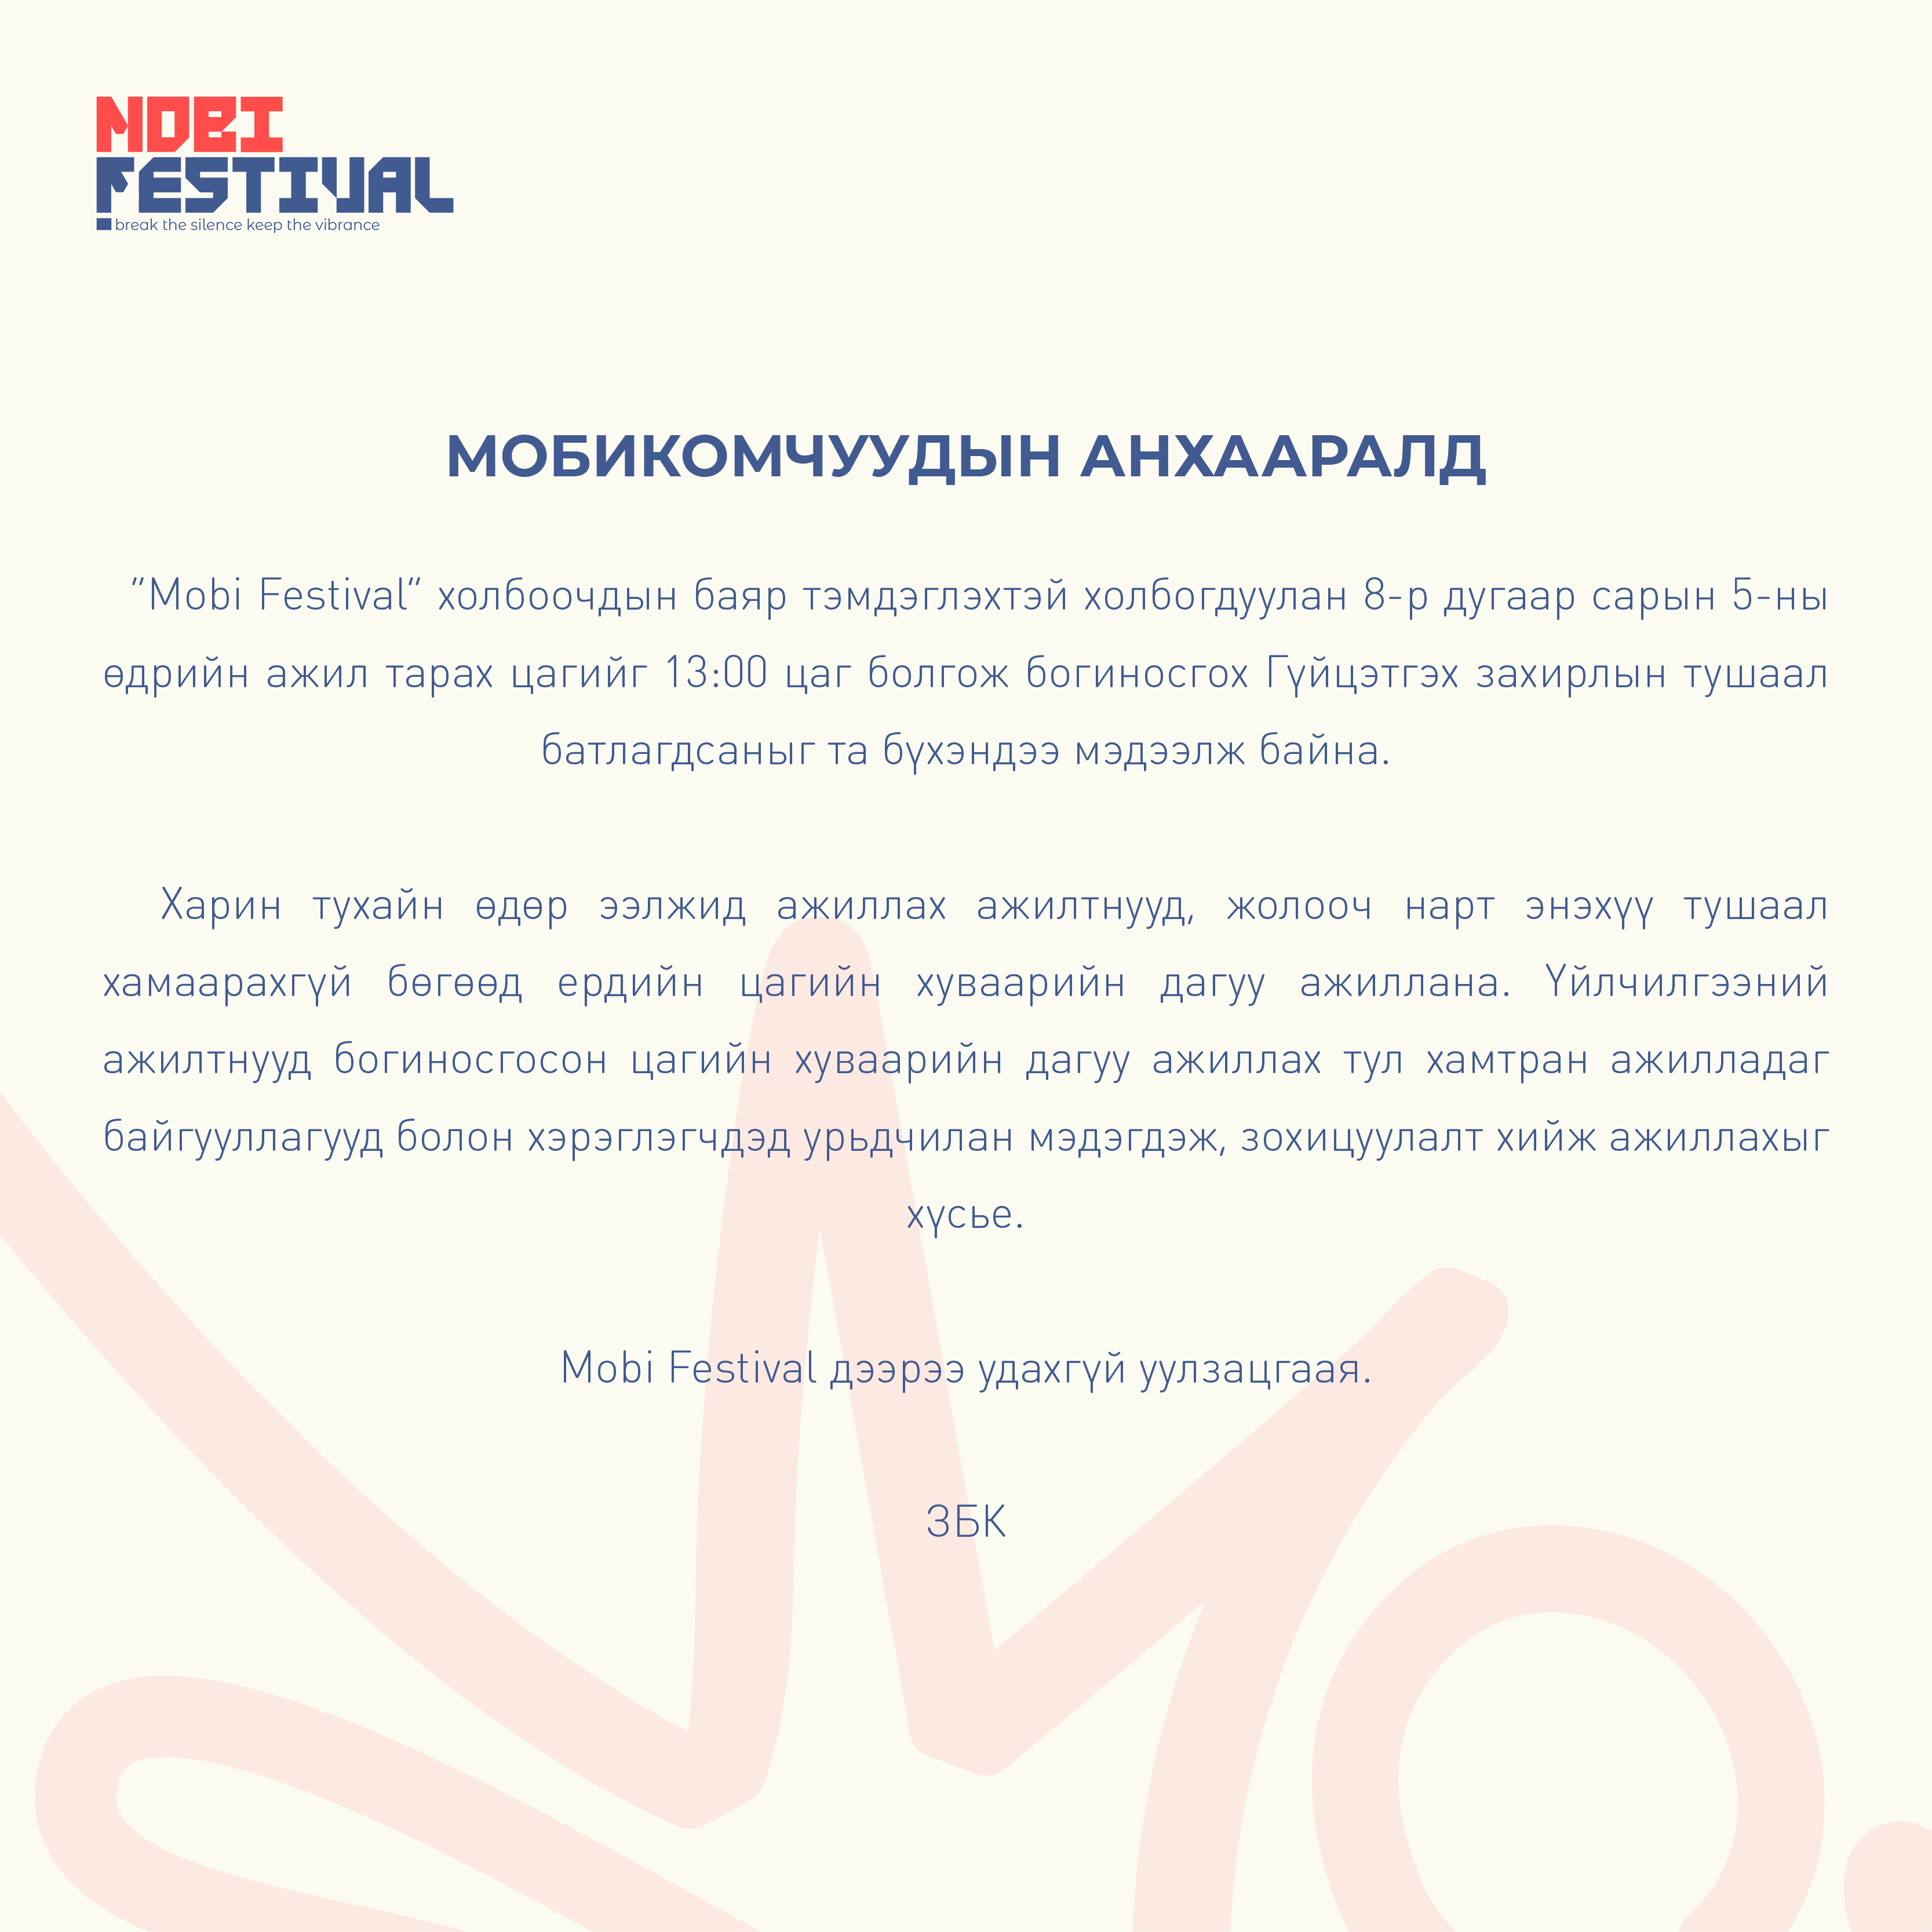 MOBI
FESTIVAL
break the silence keep the vibrance
МОБИКОМЧУУДЫН АНХААРАЛД
“Mobi Festival” холбоочдын баяр тэмдэглэхтэй холбогдуулан 8-р дугаар сарын 5-ны
өдрийн ажил тарах цагийг 13:00 цаг болгож богиносгох Гүйцэтгэх захирлын тушаал
батлагдсаныг та бүхэндээ мэдээлж байна.
Харин тухайн өдөр ээлжид ажиллах ажилтнууд, жолооч нарт энэхүү тушаал
хамаарахгүй бөгөөд ердийн цагийн хуваарийн дагуу ажиллана. Үйлчилгээний
ажилтнууд богиносгосон цагийн хуваарийн дагуу ажиллах тул хамтран ажилладаг
байгууллагууд болон хэрэглэгчдэд урьдчилан мэдэгдэж, зохицуулалт хийж ажиллахыг
хүсье.
Mobi Festival дээрээ удахгүй уулзацгаая.
ЗБК